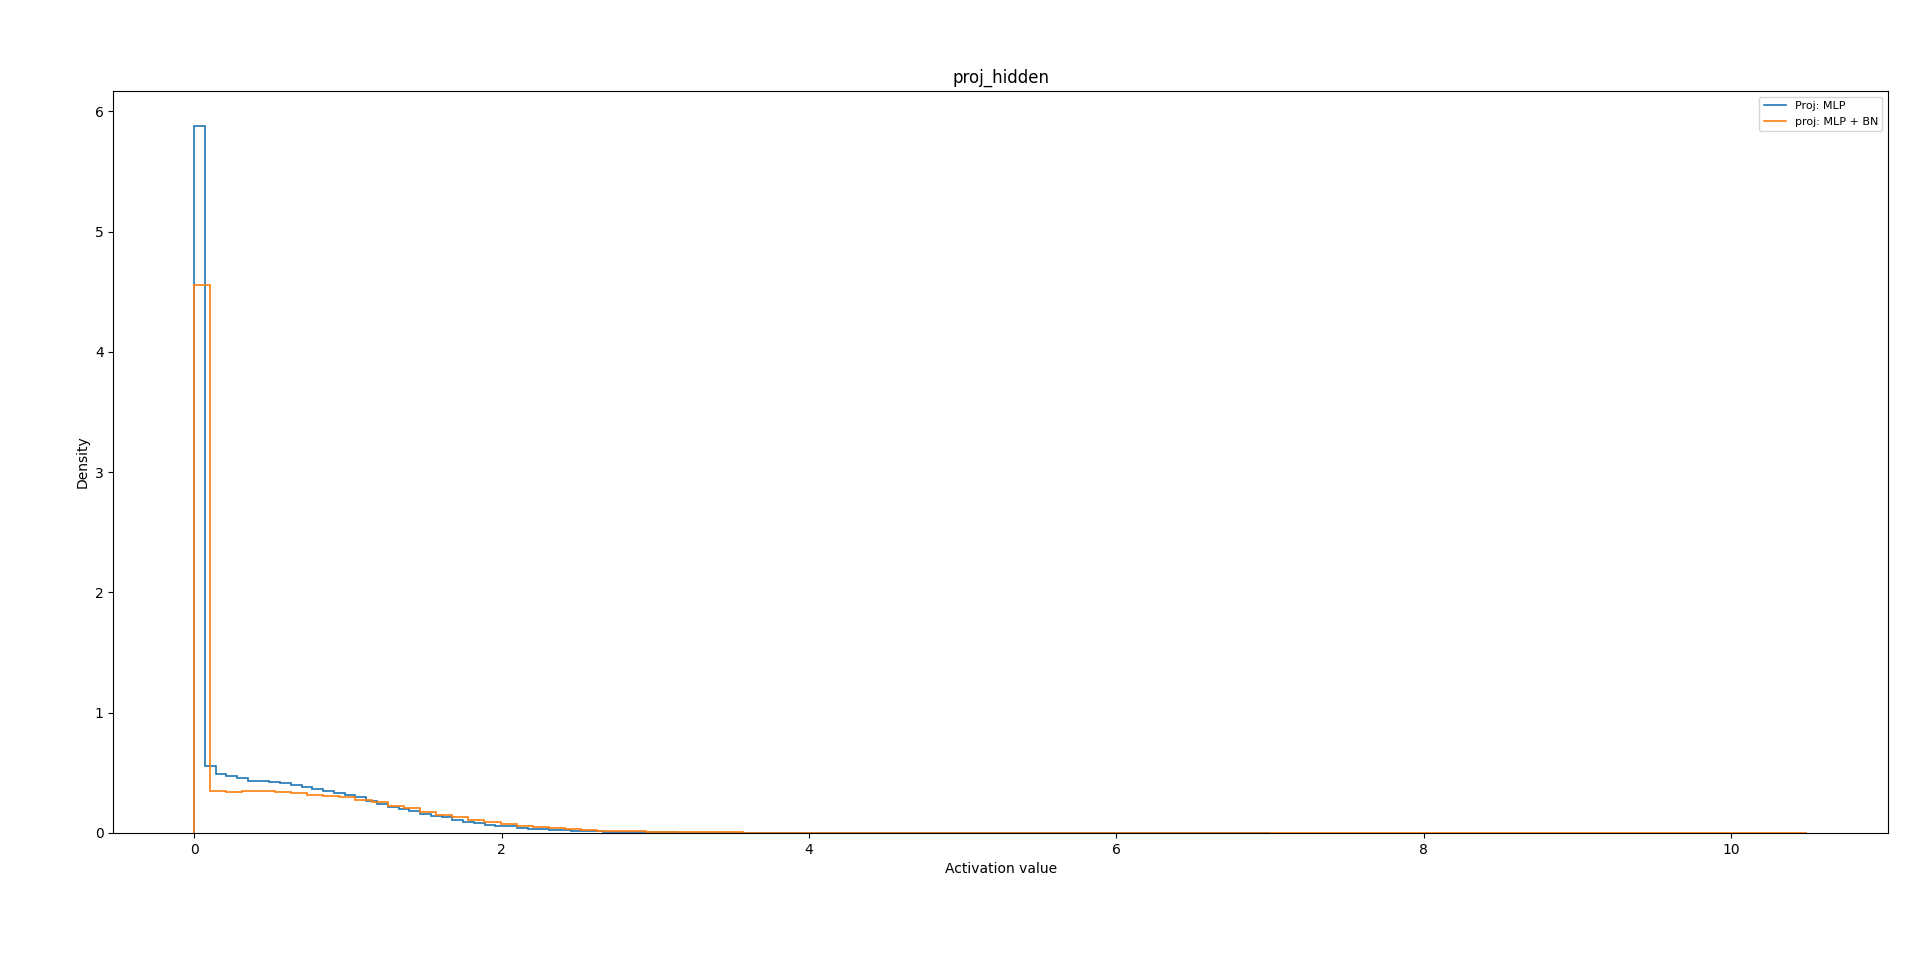 proj_hidden
Proj: MLP
proj: MLP + BN
6
5
4
3
2
1
0
Density
0 2 4 6 8 10
Activation value